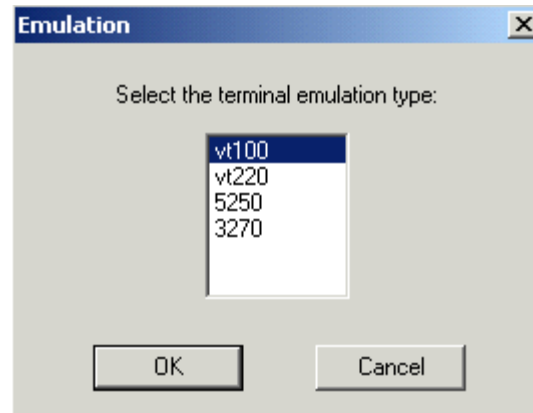 Emulation
Select the terminal emulation type:
vt100
vt220
5250
3270
OK
Cancel